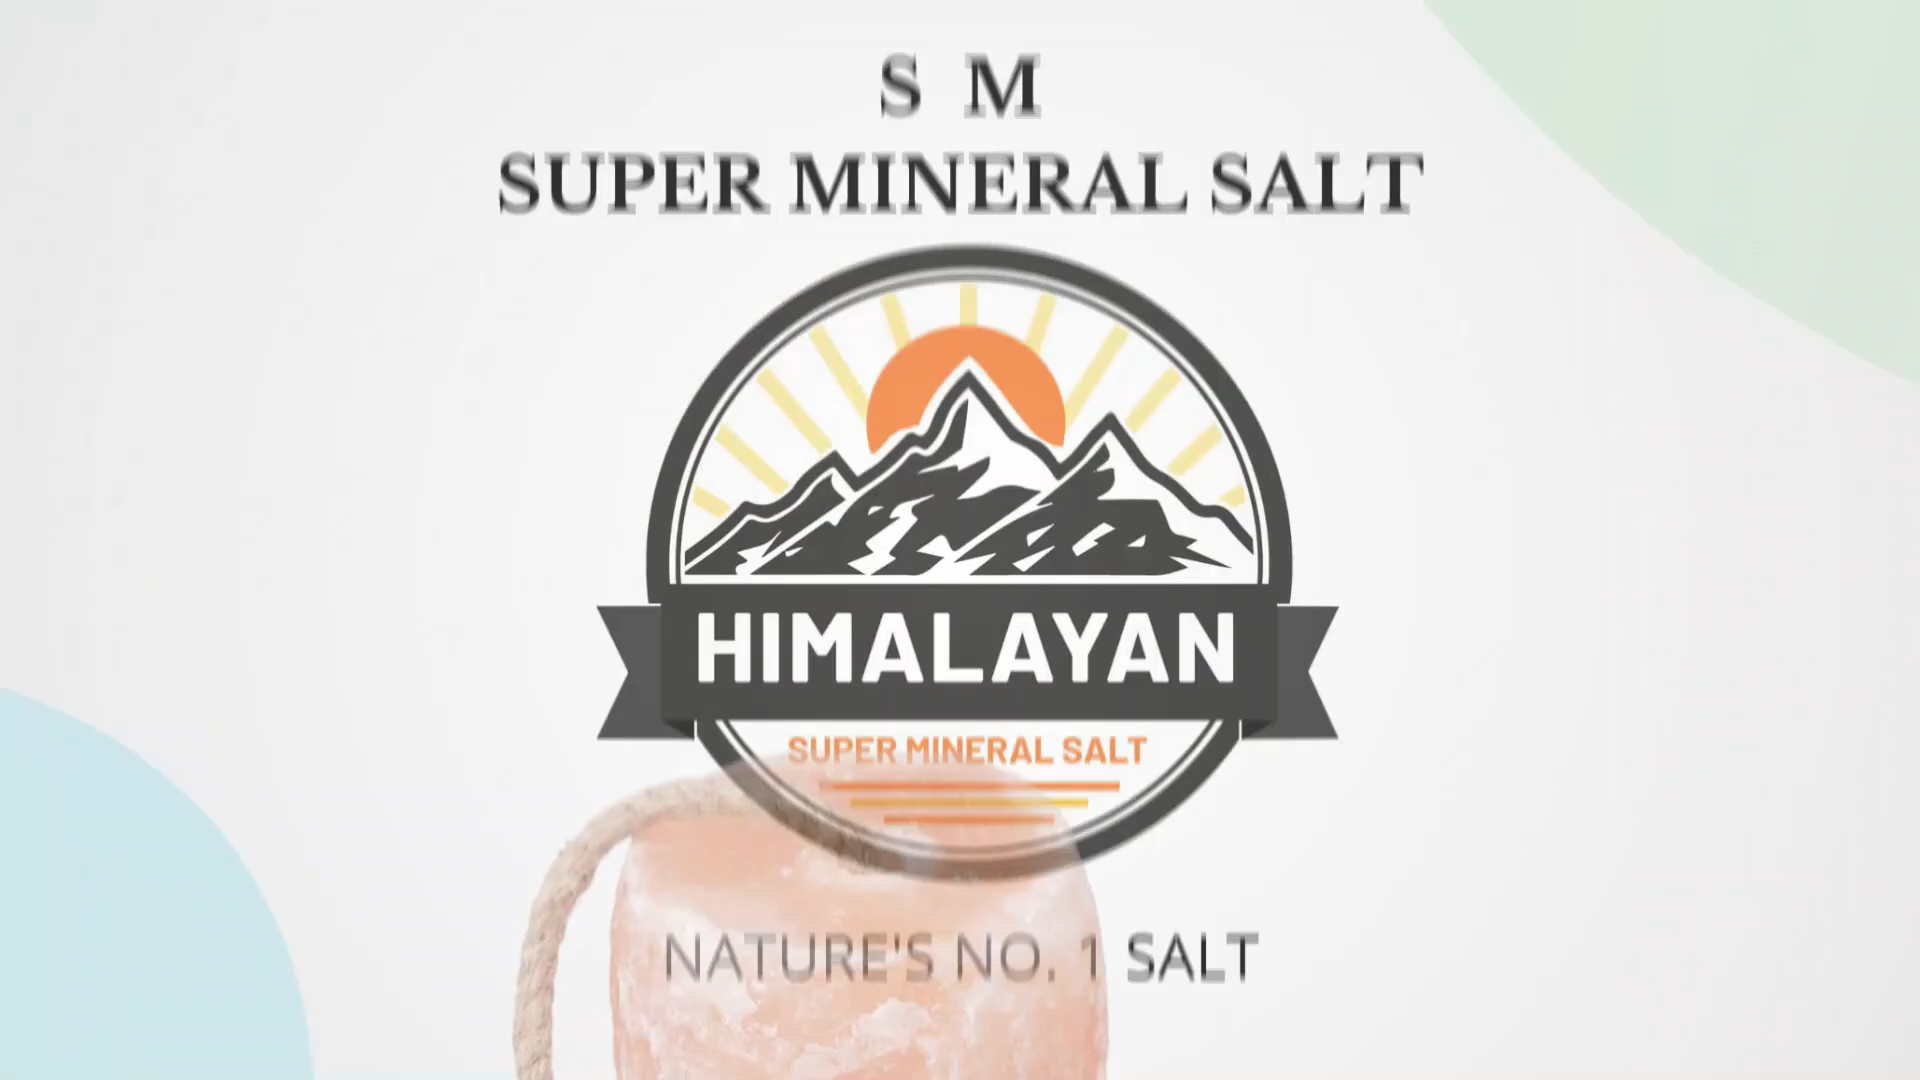 S M
SUPER MINERAL SALT
HIMALAYAN
SUPER MINERAL SALT
NATURE'S NO. 1 SALT